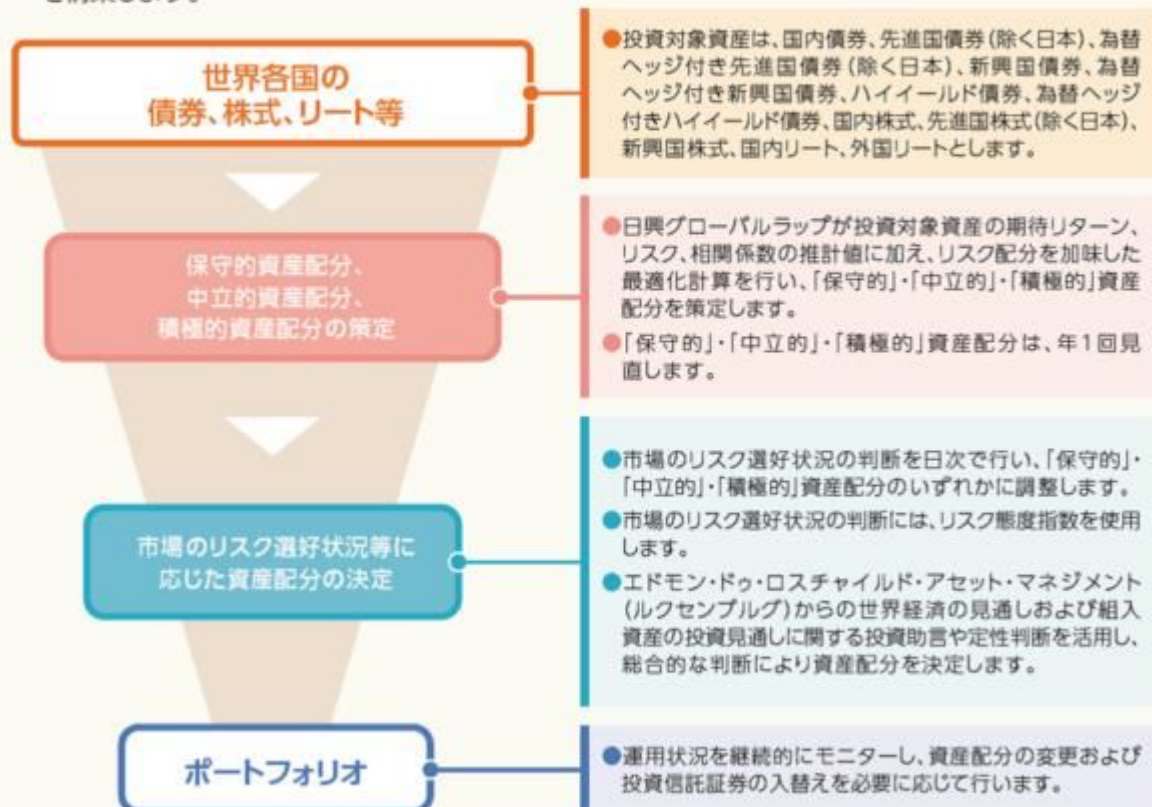 世界各国の
債券、株式、リート等
●投資対象資産は、国内債券、先進国債券(除く日本)、為替
ヘッジ付き先進国債券(除く日本)、新興国債券、為替
ヘッジ付き新興国債券、ハイイールド債券、為替ヘッジ
付きハイイールド債券、国内株式、先進国株式(除く日本)、
新興国株式、国内リート、外国リートとします。
保守的資産配分、
中立的資産配分、
積極的資産配分の策定
●日興グローバルラップが投資対象資産の期待リターン、
リスク、相関係数の推計値に加え、リスク配分を加味した
最適化計算を行い、「保守的」・「中立的」・「積極的」資産
配分を策定します。
●「保守的」・「中立的」・「積極的」資産配分は、年1回見
直します。
市場のリスク選好状況等に
応じた資産配分の決定
●市場のリスク選好状況の判断を日次で行い、「保守的」・
「中立的」・「積極的」資産配分のいずれかに調整します。
●市場のリスク選好状況の判断には、リスク態度指数を使用
します。
●エドモン・ドゥ・ロスチャイルド・アセット・マネジメント
(ルクセンブルグ)からの世界経済の見通しおよび組入
資産の投資見通しに関する投資助言や定性判断を活用し、
総合的な判断により資産配分を決定します。
ポートフォリオ
●運用状況を継続的にモニターし、資産配分の変更および
投資信託証券の入替えを必要に応じて行います。